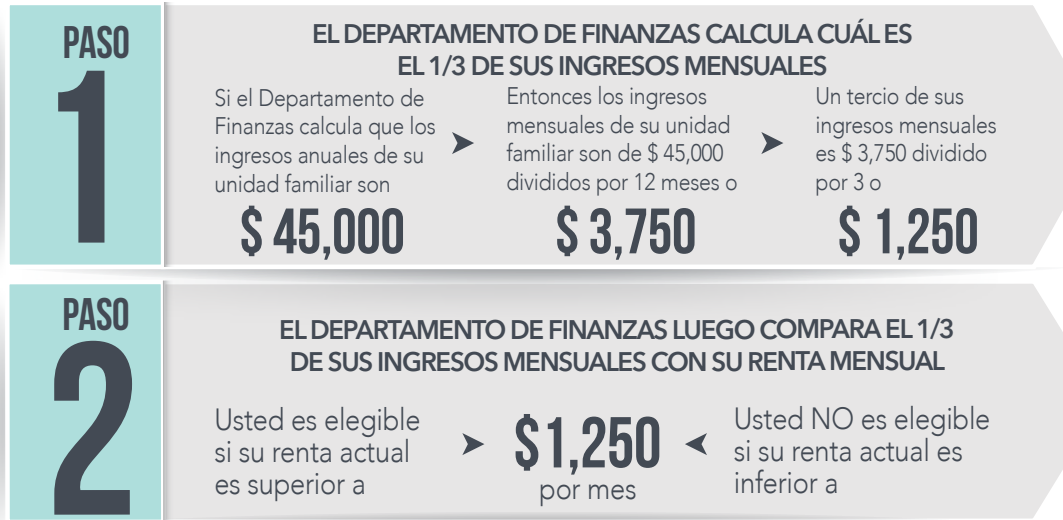 PASO
1
EL DEPARTAMENTO DE FINANZAS CALCULA CUÁL ES
EL 1/3 DE SUS INGRESOS MENSUALES
Si el Departamento de
Finanzas calcula que los
ingresos anuales de su
unidad familiar son
$ 45,000
Entonces los ingresos
mensuales de su unidad
familiar son de $ 45,000
divididos por 12 meses o
$ 3,750
Un tercio de sus
ingresos mensuales
es $ 3,750 dividido
por 3 o
$ 1,250
PASO
2
EL DEPARTAMENTO DE FINANZAS LUEGO COMPARA EL 1/3
DE SUS INGRESOS MENSUALES CON SU RENTA MENSUAL
Usted es elegible
si su renta actual
es superior a
$1,250
por mes
Usted NO es elegible
si su renta actual es
inferior a